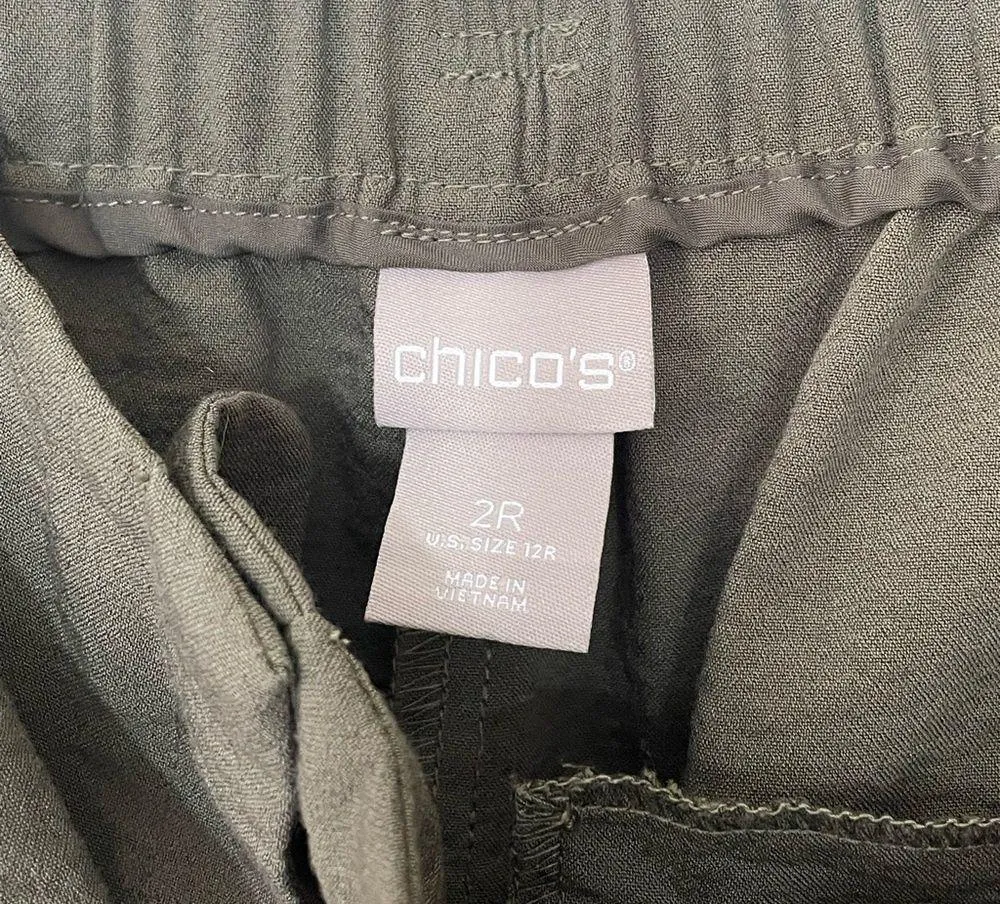 chico's®
2R
U.S. SIZE 12R
MADE IN
VIETNAM